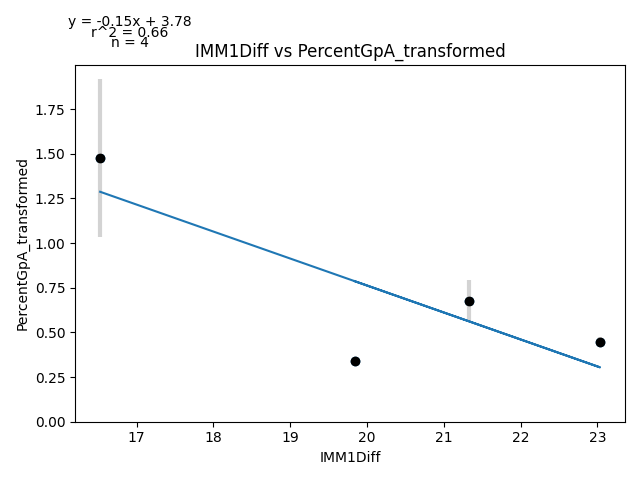 y = -0.15x + 3.78
r^2 = 0.66
n = 4
IMM1Diff vs PercentGpA_transformed
PercentGpA_transformed
1.75
1.50
1.25
1.00
0.75
0.50
0.25
0.00
17 18 19 20 21 22 23
IMM1Diff